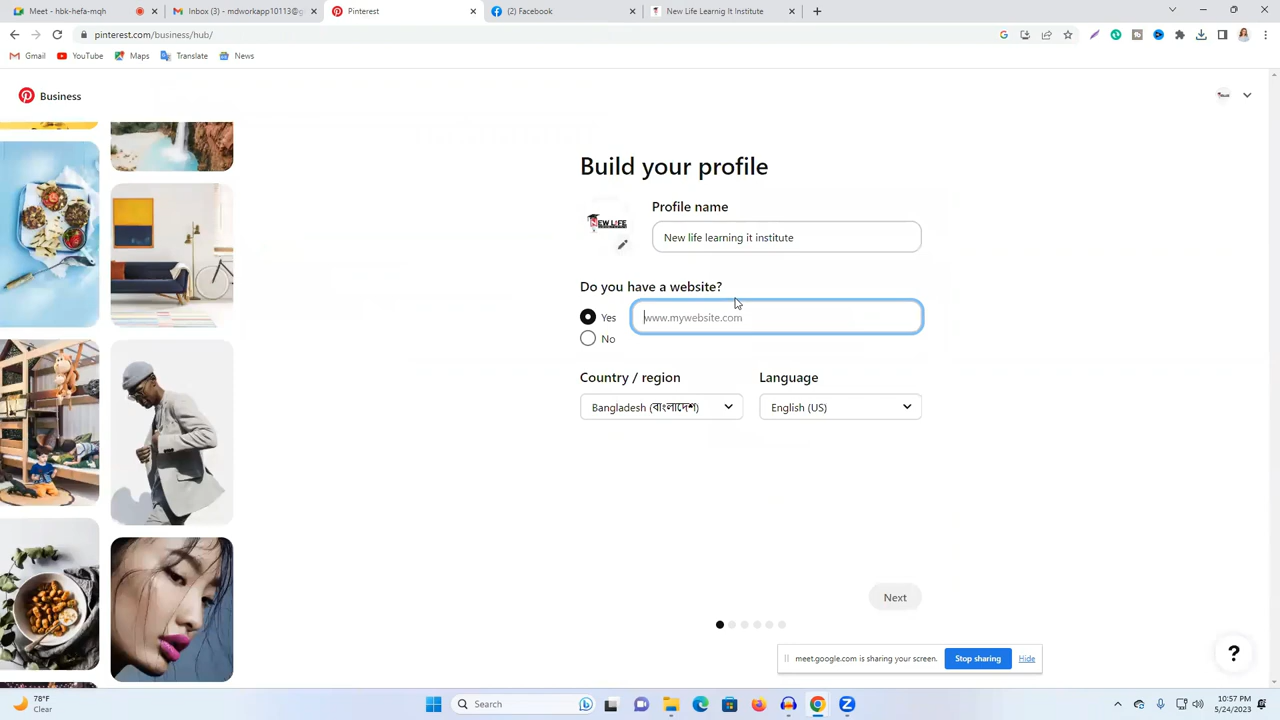 Meet - hbk-hefa-mqh
Inbox (3) - mdworkapp10113@g
Pinterest
(2) Facebook
New Life Learnig It Institute
pinterest.com/business/hub/
Gmail
YouTube
Maps
Translate
News
Business
Build your profile
NEW LIFE
Profile name
New life learning it institute
Do you have a website?
Yes
www.mywebsite.com
No
Country / region
Language
Bangladesh (বাংলাদেশ)
English (US)
Next
meet.google.com is sharing your screen.
Stop sharing
Hide
?
78°F
Clear
Search
10:57 PM
5/24/2023